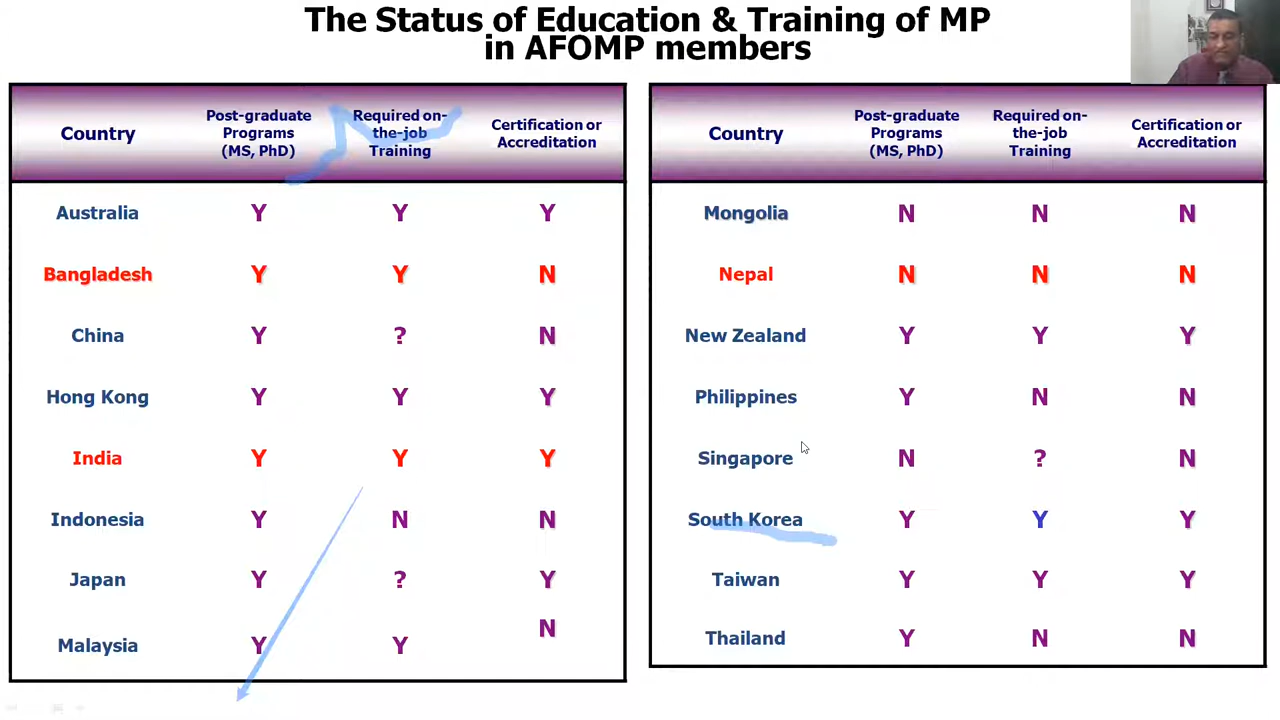 The Status of Education & Training of MP
in AFOMP members
Country
Post-graduate
Programs
(MS, PhD)
Required on-
the-job
Training
Certification or
Accreditation
Australia Y Y Y
Bangladesh Y Y N
China Y ? N
Hong Kong Y Y Y
India Y Y Y
Indonesia Y N N
Japan Y ? Y
Malaysia Y Y N
Country
Post-graduate
Programs
(MS, PhD)
Required on-
the-job
Training
Certification or
Accreditation
Mongolia N N N
Nepal N N N
New Zealand Y Y Y
Philippines Y N N
Singapore N ? N
South Korea Y Y Y
Taiwan Y Y Y
Thailand Y N N